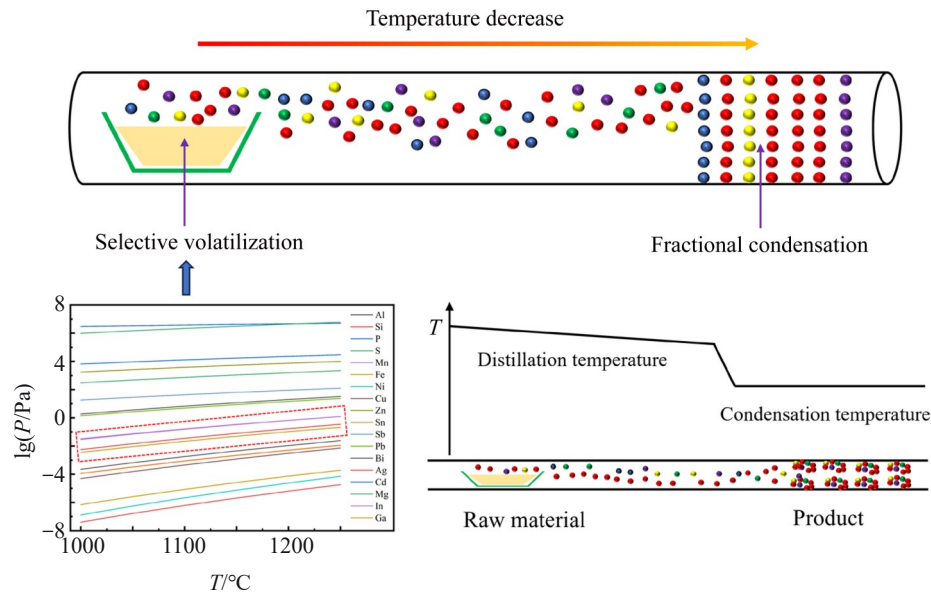 Temperature decrease
Selective volatilization
Fractional condensation
8
4
0
−4
−8
lg(P/Pa)
1000
1100
1200
T/°C
Al
Si
P
S
Mn
Fe
Ni
Cu
Zn
Sn
Sb
Pb
Bi
Ag
Cd
Mg
In
Ga
T
Distillation temperature
Condensation temperature
Raw material
Product